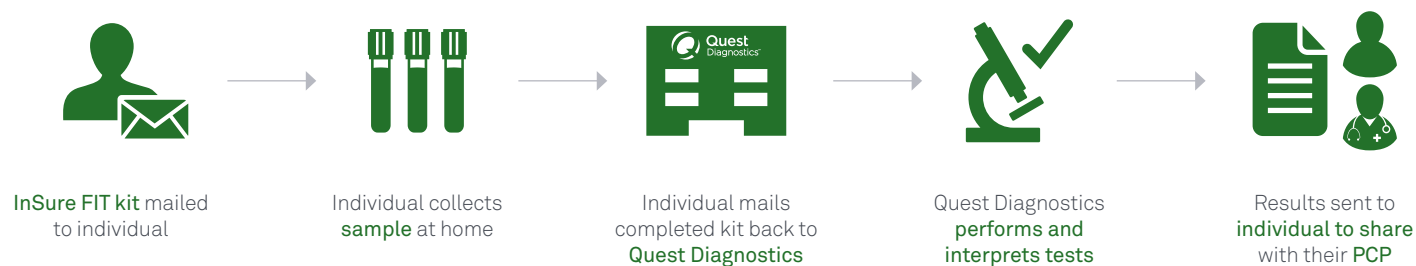 Quest
Diagnostics™
InSure FIT kit mailed
to individual
Individual collects
sample at home
Individual mails
completed kit back to
Quest Diagnostics
Quest Diagnostics
performs and
interprets tests
Results sent to
individual to share
with their PCP